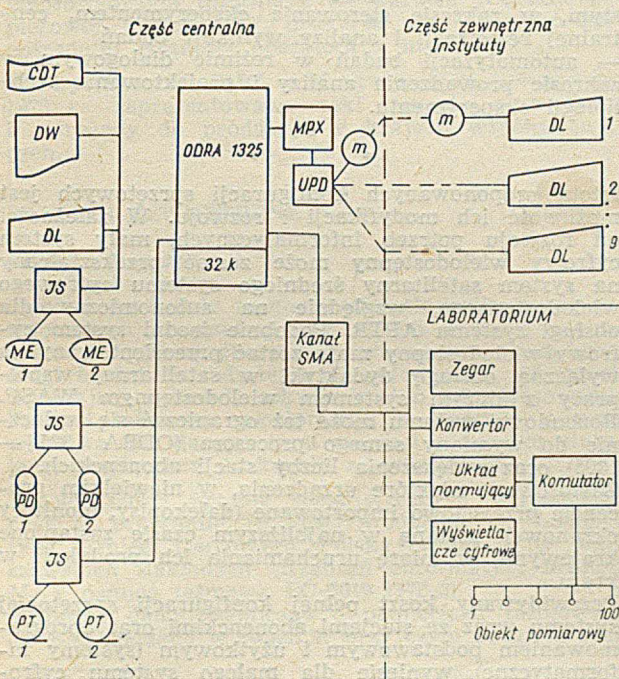 Część centralna
CDT
DW
DL
JS
ME
1
ME
2
JS
PD
1
PD
2
JS
PT
1
PT
2
ODRA 1325
32 k
MPX
UPD
m
Kanał
SMA
Część zewnętrzna
Instytuty
m
DL
1
DL
2
DL
9
LABORATORIUM
Zegar
Konwertor
Układ
normujący
Komutator
Wyświetla-
cze cyfrowe
1
100
Obiekt pomiarowy